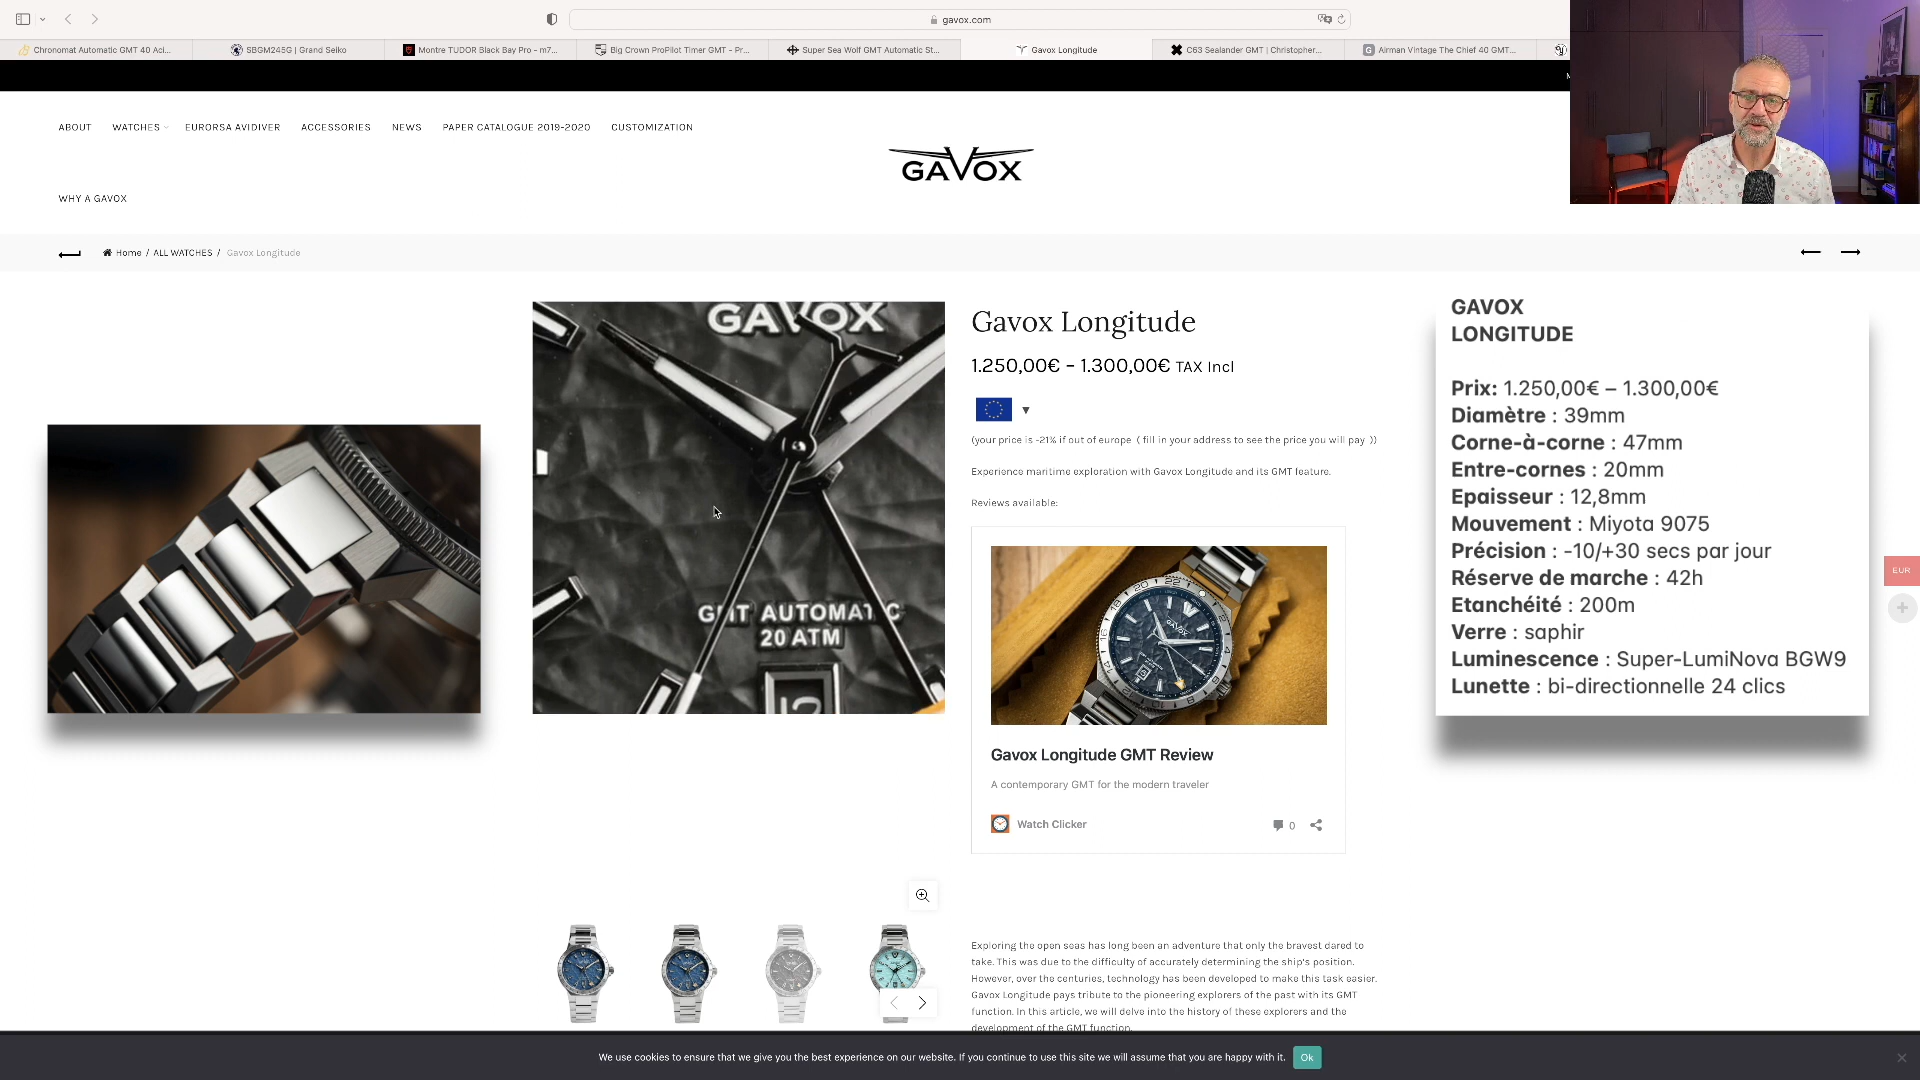 gavox.com
Chronomat Automatic GMT 40 Aci...
SBGM245G | Grand Seiko
Montre TUDOR Black Bay Pro - m7...
Big Crown ProPilot Timer GMT - Pr...
Super Sea Wolf GMT Automatic St...
Gavox Longitude
C63 Sealander GMT | Christopher...
Airman Vintage The Chief 40 GMT...
ABOUT
WATCHES
EURORSA AVIDIVER
ACCESSORIES
NEWS
PAPER CATALOGUE 2019-2020
CUSTOMIZATION
GAVOX
WHY A GAVOX
Home / ALL WATCHES / Gavox Longitude
GAVOX
GMT AUTOMATIC
20 ATM
Gavox Longitude
1.250,00€ – 1.300,00€ TAX Incl
(your price is -21% if out of europe ( fill in your address to see the price you will pay ))
Experience maritime exploration with Gavox Longitude and its GMT feature.
Reviews available:
Gavox Longitude GMT Review
A contemporary GMT for the modern traveler
Watch Clicker
0
Exploring the open seas has long been an adventure that only the bravest dared to
take. This was due to the difficulty of accurately determining the ship's position.
However, over the centuries, technology has been developed to make this task easier.
Gavox Longitude pays tribute to the pioneering explorers of the past with its GMT
function. In this article, we will delve into the history of these explorers and the
development of the GMT function.
GAVOX
LONGITUDE
Prix: 1.250,00€ – 1.300,00€
Diamètre : 39mm
Corne-à-corne : 47mm
Entre-cornes : 20mm
Epaisseur : 12,8mm
Mouvement : Miyota 9075
Précision : -10/+30 secs par jour
Réserve de marche : 42h
Etanchéité : 200m
Verre : saphir
Luminescence : Super-LumiNova BGW9
Lunette : bi-directionnelle 24 clics
EUR
We use cookies to ensure that we give you the best experience on our website. If you continue to use this site we will assume that you are happy with it.
Ok